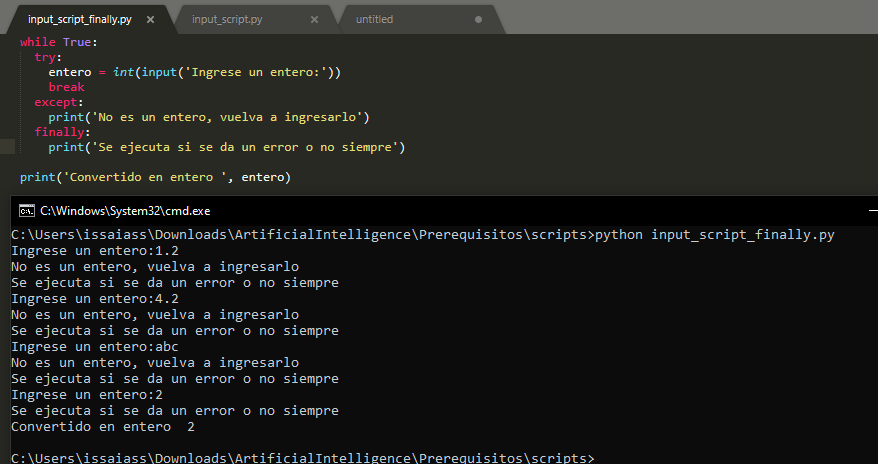 input_script_finally.py × input_script.py × untitled
while True:
  try:
    entero = int(input('Ingrese un entero:'))
    break
  except:
    print('No es un entero, vuelva a ingresarlo')
  finally:
    print('Se ejecuta si se da un error o no siempre')
print('Convertido en entero ', entero)
C:\Windows\System32\cmd.exe
C:\Users\issaiass\Downloads\ArtificialIntelligence\Prerequisitos\scripts>python input_script_finally.py
Ingrese un entero:1.2
No es un entero, vuelva a ingresarlo
Se ejecuta si se da un error o no siempre
Ingrese un entero:4.2
No es un entero, vuelva a ingresarlo
Se ejecuta si se da un error o no siempre
Ingrese un entero:abc
No es un entero, vuelva a ingresarlo
Se ejecuta si se da un error o no siempre
Ingrese un entero:2
Se ejecuta si se da un error o no siempre
Convertido en entero  2
C:\Users\issaiass\Downloads\ArtificialIntelligence\Prerequisitos\scripts>